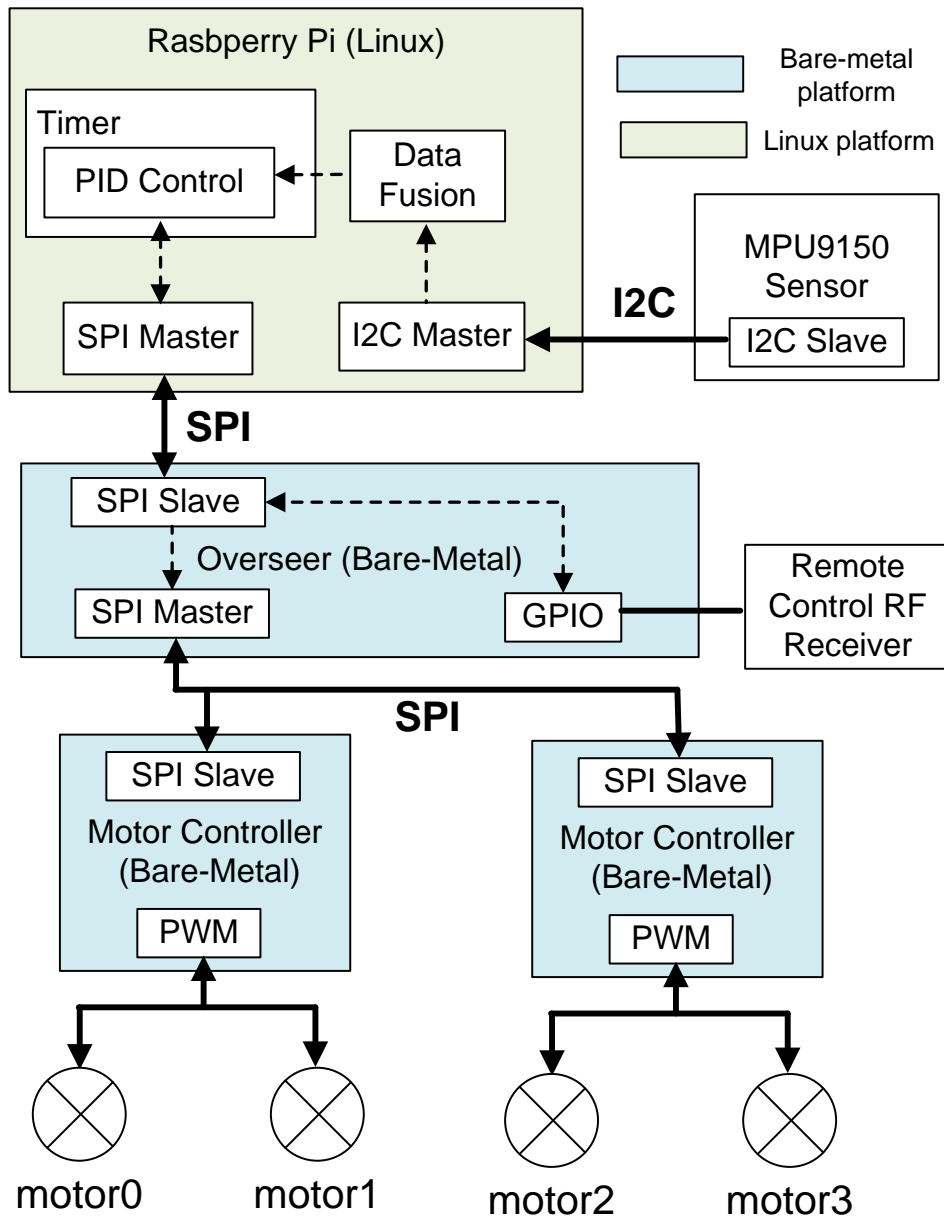 Rasbperry Pi (Linux)
Bare-metal
platform
Linux platform
Timer
PID Control
Data
Fusion
MPU9150
Sensor
I2C
SPI Master
I2C Master
I2C Slave
SPI
SPI Slave
Overseer (Bare-Metal)
SPI Master
GPIO
Remote
Control RF
Receiver
SPI
SPI Slave
Motor Controller
(Bare-Metal)
PWM
SPI Slave
Motor Controller
(Bare-Metal)
PWM
motor0
motor1
motor2
motor3